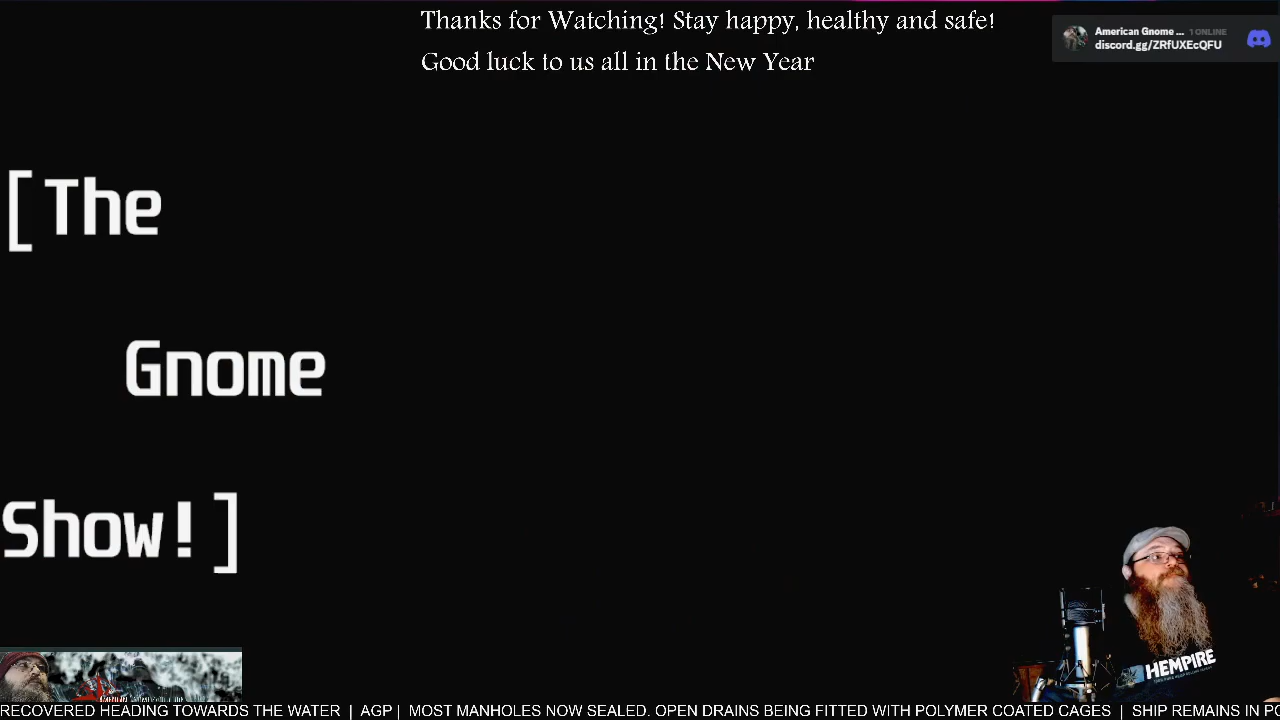 Thanks for Watching! Stay happy, healthy and safe!
Good luck to us all in the New Year
American Gnome ... 1 ONLINE
discord.gg/ZRfUXEcQFU
[The
Gnome
Show!]
HEMPIRE
RECOVERED HEADING TOWARDS THE WATER | AGP | MOST MANHOLES NOW SEALED. OPEN DRAINS BEING FITTED WITH POLYMER COATED CAGES | SHIP REMAINS IN